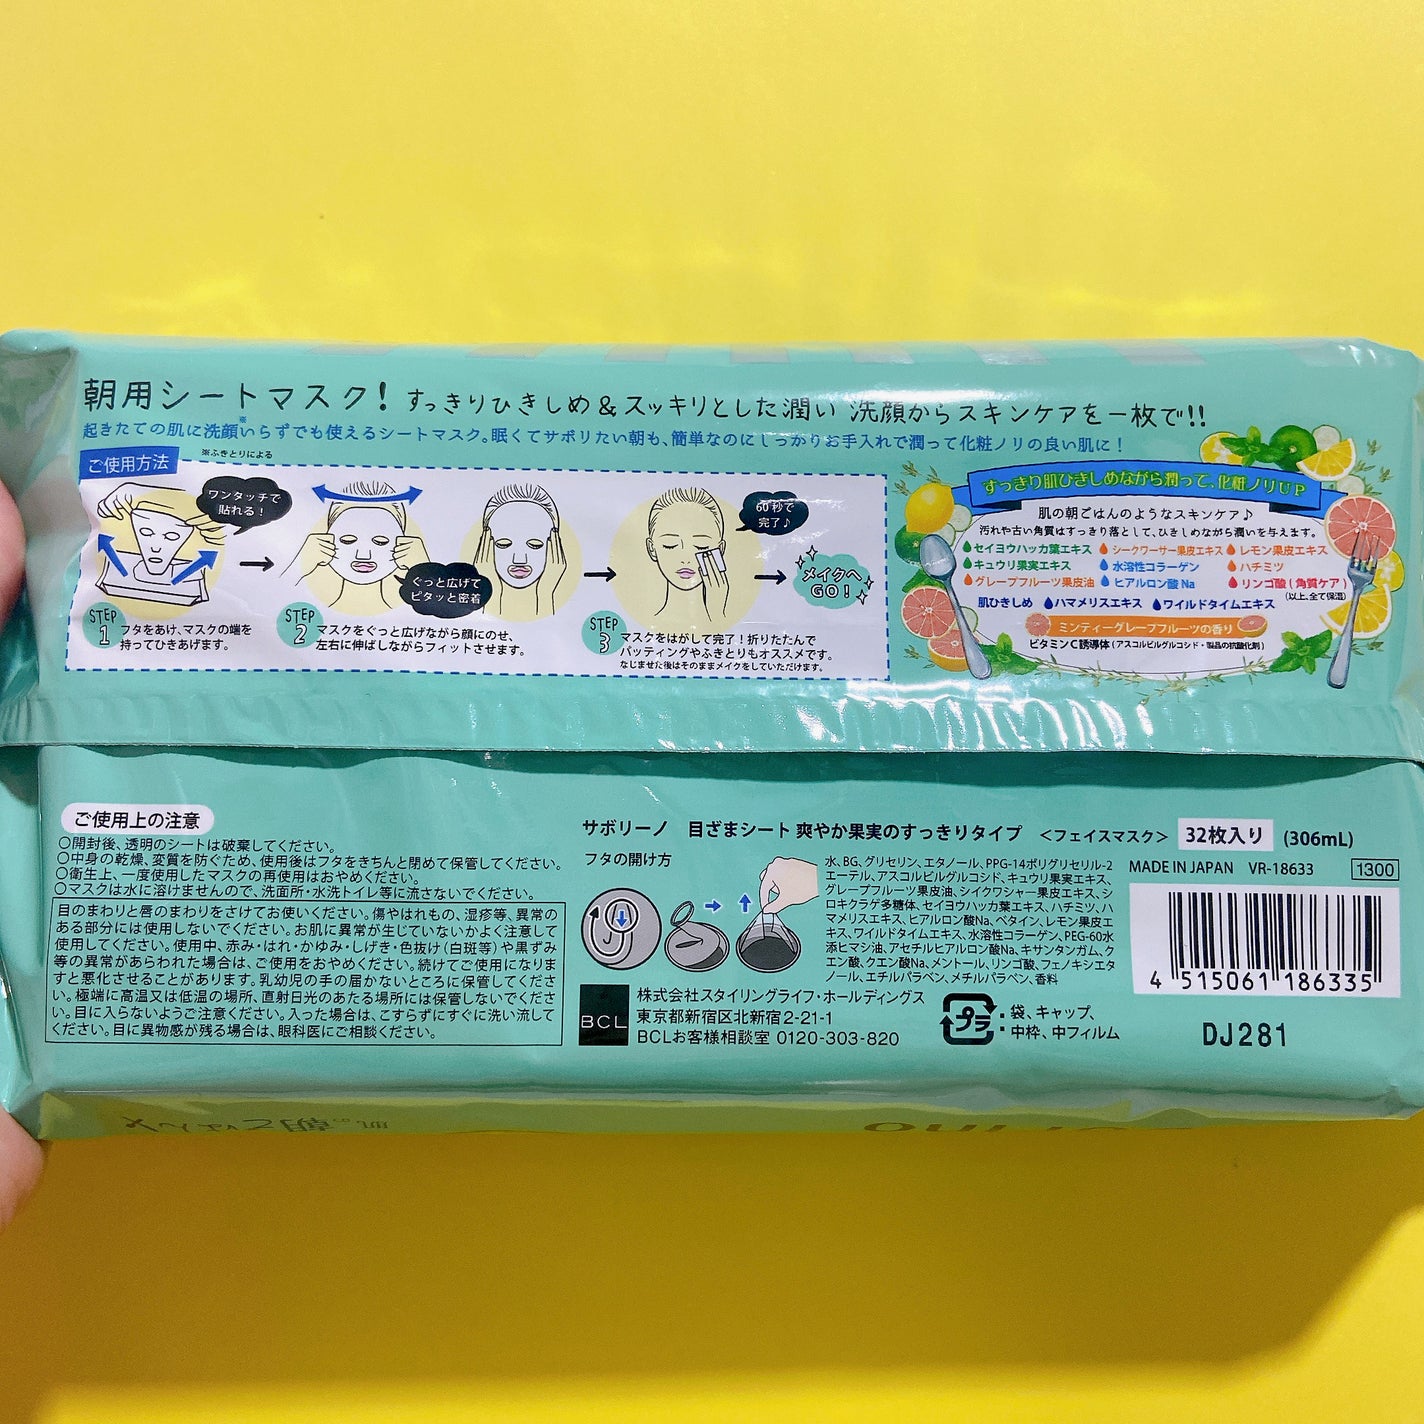 朝用シートマスク! すっきりひきしめ&スッキリとした潤い 洗顔からスキンケアを一枚で!!
起きたての肌に洗顔※いらずでも使えるシートマスク。眠くてサボりたい朝も、簡単なのにしっかりお手入れで潤って化粧ノリの良い肌に!
※ふきとりによる
ご使用方法
ワンタッチで
貼れる!
STEP
1
フタをあけ、マスクの端を
持ってひきあげます。
ぐっと広げて
ピタッと密着
STEP
2
マスクをぐっと広げながら顔にのせ、
左右に伸ばしながらフィットさせます。
60秒で
完了♪
STEP
3
マスクをはがして完了!折りたたんで
パッティングやふきとりもオススメです。
なじませた後はそのままメイクをしていただけます。
メイクへ
GO!
すっきり肌ひきしめながら潤って、化粧ノリUP
肌の朝ごはんのようなスキンケア♪
汚れや古い角質はすっきり落として、ひきしめながら潤いを与えます。
セイヨウハッカ葉エキス シークワーサー果皮エキス レモン果皮エキス
キュウリ果実エキス 水溶性コラーゲン ハチミツ
グレープフルーツ果皮油 ヒアルロン酸Na リンゴ酸(角質ケア)
(以上、全て保湿)
肌ひきしめ ハマメリスエキス ワイルドタイムエキス
ミンティーグレープフルーツの香り
ビタミンC誘導体(アスコルビルグルコシド・製品の抗酸化剤)
ご使用上の注意
○開封後、透明のシートは破棄してください。
○中身の乾燥、変質を防ぐため、使用後はフタをきちんと閉めて保管してください。
○衛生上、一度使用したマスクの再使用はおやめください。
○マスクは水に溶けませんので、洗面所・水洗トイレ等に流さないでください。
目のまわりと唇のまわりをさけてお使いください。傷やはれもの、湿疹等、異常の
ある部分には使用しないでください。お肌に異常が生じていないかよく注意して
使用してください。使用中、赤み・はれ・かゆみ・しげき・色抜け(白斑等)や黒ずみ
等の異常があらわれた場合は、ご使用をおやめください。続けてご使用になりま
すと悪化させることがあります。乳幼児の手の届かないところに保管してくださ
い。極端に高温又は低温の場所、直射日光のあたる場所には保管しないでくださ
い。目に入らないようご注意ください。入った場合は、こすらずにすぐに洗い流して
ください。目に異物感が残る場合は、眼科医にご相談ください。
サボリーノ 目ざまシート 爽やか果実のすっきりタイプ <フェイスマスク> 32枚入り (306mL)
フタの開け方
水、BG、グリセリン、エタノール、PPG-14ポリグリセリル-2
エーテル、アスコルビルグルコシド、キュウリ果実エキス、
グレープフルーツ果皮油、シイクワシャー果皮エキス、シ
ロキクラゲ多糖体、セイヨウハッカ葉エキス、ハチミツ、ハ
マメリスエキス、ヒアルロン酸Na、ベタイン、レモン果皮エ
キス、ワイルドタイムエキス、水溶性コラーゲン、PEG-60水
添ヒマシ油、アセチルヒアルロン酸Na、キサンタンガム、ク
エン酸、クエン酸Na、メントール、リンゴ酸、フェノキシエタ
ノール、エチルパラベン、メチルパラベン、香料
MADE IN JAPAN VR-18633 1300
4 515061 186335
BCL
株式会社スタイリングライフ・ホールディングス
東京都新宿区北新宿2-21-1
BCLお客様相談室 0120-303-820
プラ
: 袋、キャップ、
中枠、中フィルム
DJ281